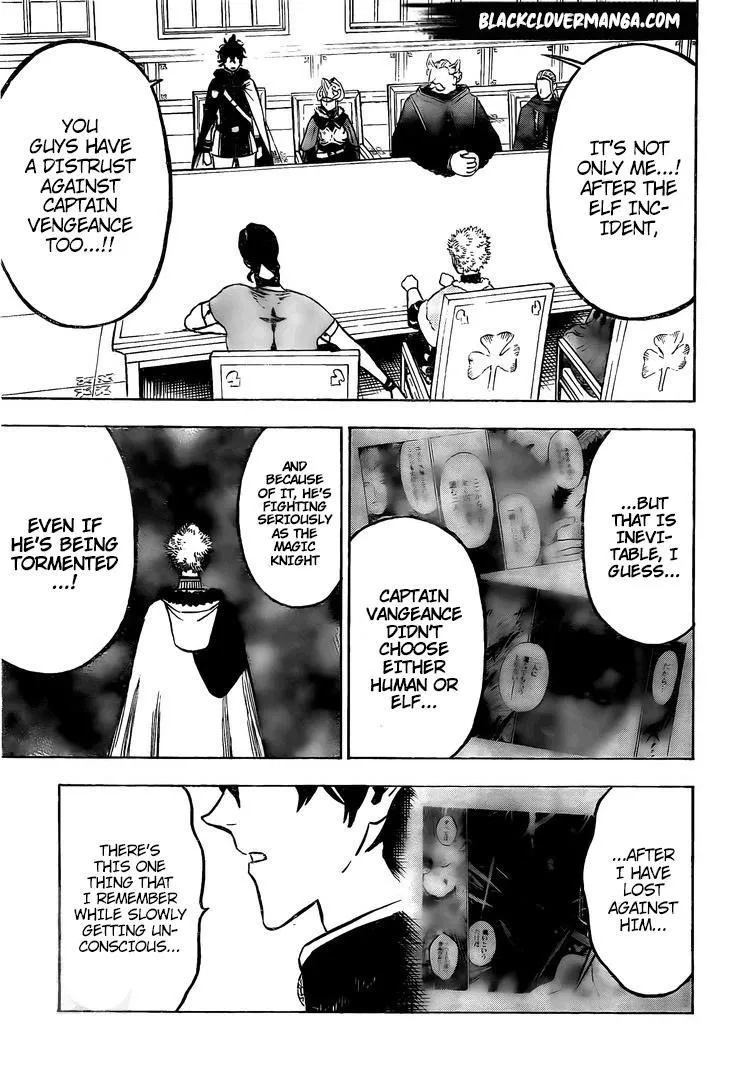 BLACKCLOVERMANGA.COM
IT'S NOT
ONLY ME...!
AFTER THE
ELF INC-
IDENT,
YOU
GUYS HAVE
A DISTRUST
AGAINST
CAPTAIN
VENGEANCE
TOO...!!
...BUT
THAT IS
INEVI-
TABLE, I
GUESS...
CAPTAIN
VANGEANCE
DIDN'T
CHOOSE
EITHER
HUMAN OR
ELF...
AND
BECAUSE
OF IT, HE'S
FIGHTING
SERIOUSLY
AS THE
MAGIC
KNIGHT
EVEN IF
HE'S BEING
TORMENTED
...!
...AFTER
I HAVE
LOST
AGAINST
HIM...
THERE'S
THIS ONE
THING THAT
I REMEMBER
WHILE SLOWLY
GETTING UN-
CONSCIOUS...